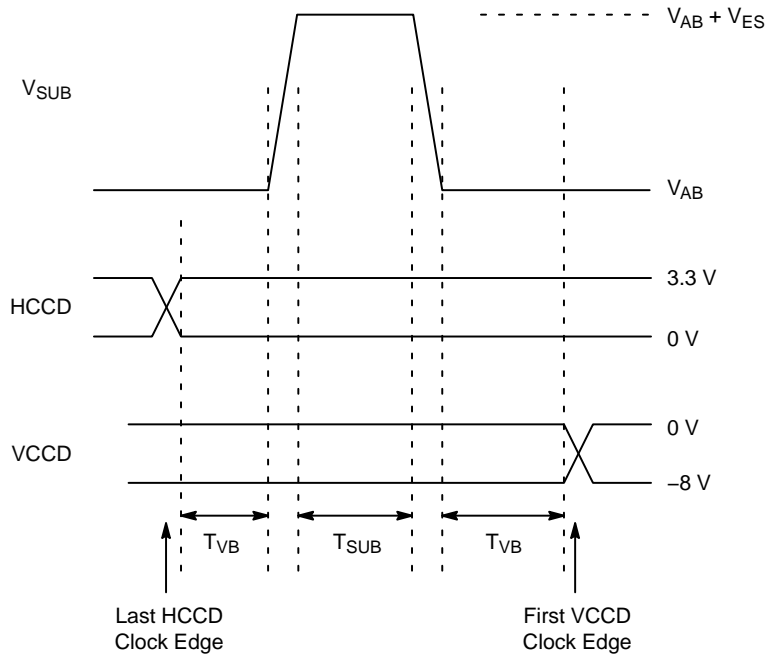 V_AB + V_ES
V_SUB
V_AB
3.3 V
HCCD
0 V
0 V
VCCD
–8 V
T_VB
T_SUB
T_VB
Last HCCD
Clock Edge
First VCCD
Clock Edge